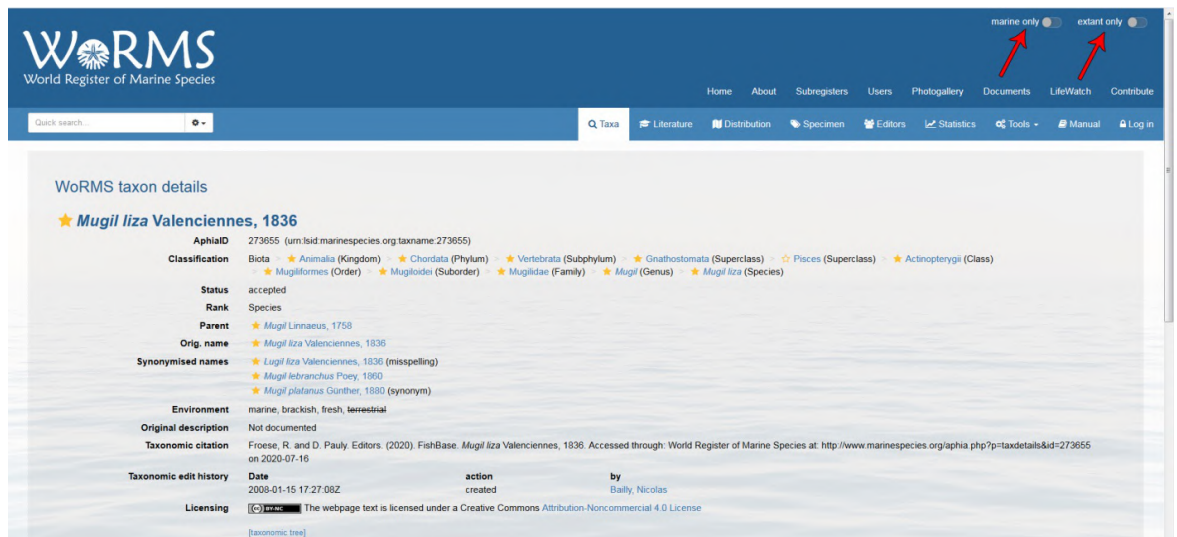 marine only extant only
WoRMS
World Register of Marine Species
Home About Subregisters Users Photogallery Documents LifeWatch Contribute
Quick search... Taxa Literature Distribution Specimen Editors Statistics Tools Manual Log in
WoRMS taxon details
Mugil liza Valenciennes, 1836
AphiaID 273655 (urn:lsid:marinespecies.org:taxname:273655)
Classification Biota Animalia (Kingdom) Chordata (Phylum) Vertebrata (Subphylum) Gnathostomata (Superclass) Pisces (Superclass) Actinopterygii (Class)
Mugiliformes (Order) Mugiloidei (Suborder) Mugilidae (Family) Mugil (Genus) Mugil liza (Species)
Status accepted
Rank Species
Parent Mugil Linnaeus, 1758
Orig. name Mugil liza Valenciennes, 1836
Synonymised names Lugil liza Valenciennes, 1836 (misspelling)
Mugil lebranchus Poey, 1860
Mugil platanus Günther, 1880 (synonym)
Environment marine, brackish, fresh, terrestrial
Original description Not documented
Taxonomic citation Froese, R. and D. Pauly. Editors. (2020). FishBase. Mugil liza Valenciennes, 1836. Accessed through: World Register of Marine Species at: http://www.marinespecies.org/aphia.php?p=taxdetails&id=273655
on 2020-07-16
Taxonomic edit history Date action by
2008-01-15 17:27:08Z created Bailly, Nicolas
Licensing (cc) BY-NC The webpage text is licensed under a Creative Commons Attribution-Noncommercial 4.0 License
[taxonomic tree]